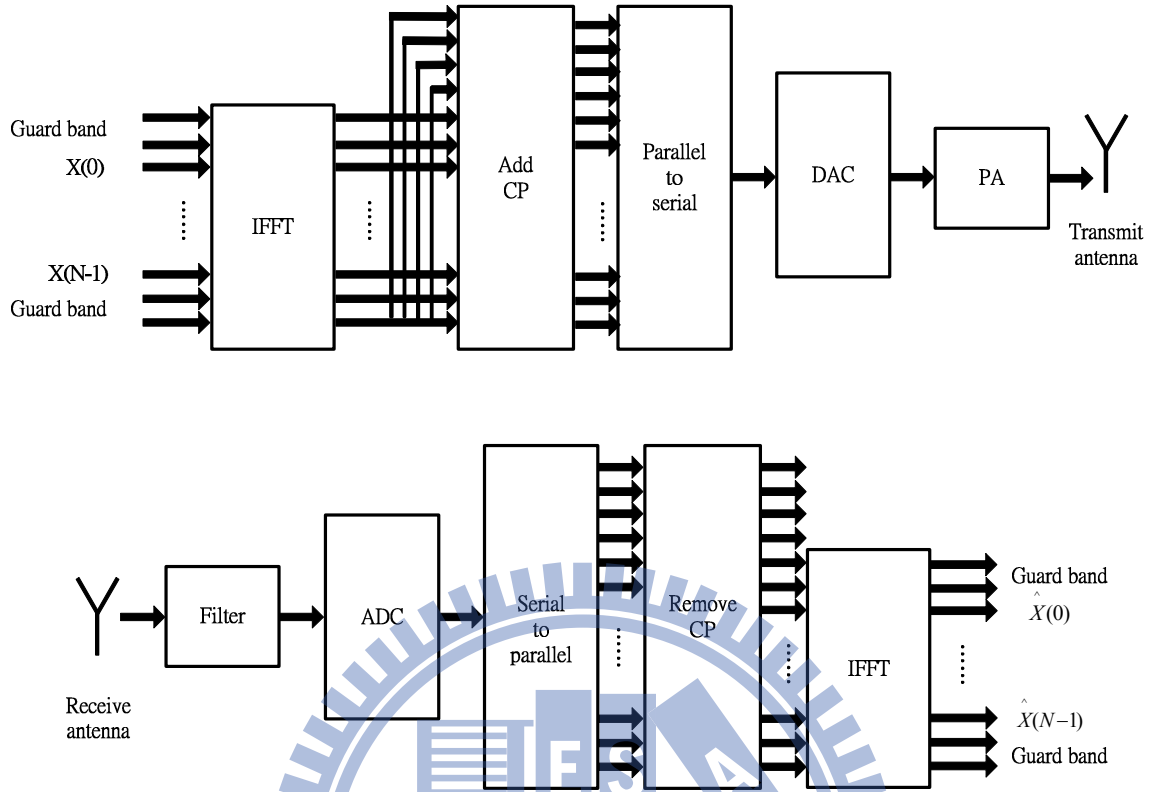 Guard band
X(0)
X(N-1)
Guard band
IFFT
Add
CP
Parallel
to
serial
DAC
PA
Transmit
antenna
Receive
antenna
Filter
ADC
Serial
to
parallel
Remove
CP
IFFT
Guard band
X̂(0)
X̂(N−1)
Guard band
E S A